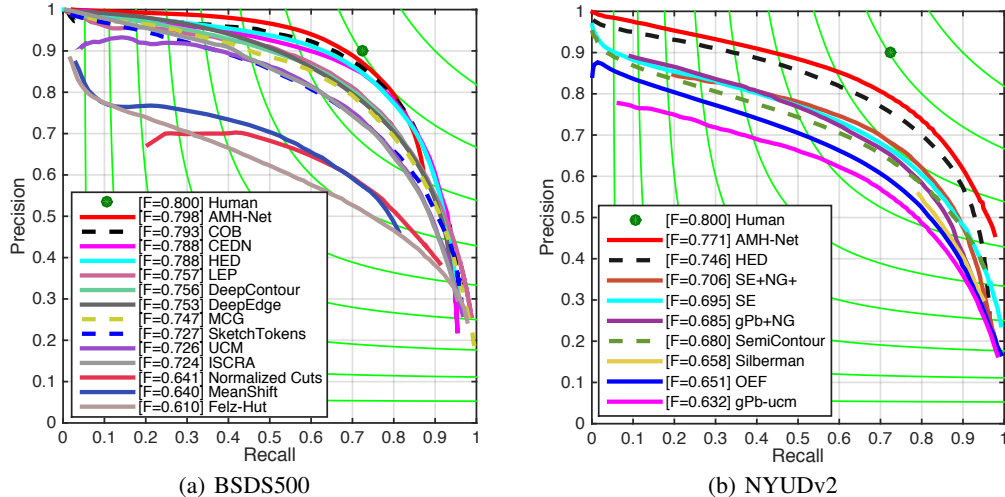 1
0.9
0.8
0.7
0.6
0.5
0.4
0.3
0.2
0.1
0
Precision
[F=0.800] Human
[F=0.798] AMH-Net
[F=0.793] COB
[F=0.788] CEDN
[F=0.788] HED
[F=0.757] LEP
[F=0.756] DeepContour
[F=0.753] DeepEdge
[F=0.747] MCG
[F=0.727] SketchTokens
[F=0.726] UCM
[F=0.724] ISCRA
[F=0.641] Normalized Cuts
[F=0.640] MeanShift
[F=0.610] Felz-Hut
0 0.1 0.2 0.3 0.4 0.5 0.6 0.7 0.8 0.9 1
Recall
(a) BSDS500
1
0.9
0.8
0.7
0.6
0.5
0.4
0.3
0.2
0.1
0
Precision
[F=0.800] Human
[F=0.771] AMH-Net
[F=0.746] HED
[F=0.706] SE+NG+
[F=0.695] SE
[F=0.685] gPb+NG
[F=0.680] SemiContour
[F=0.658] Silberman
[F=0.651] OEF
[F=0.632] gPb-ucm
0 0.1 0.2 0.3 0.4 0.5 0.6 0.7 0.8 0.9 1
Recall
(b) NYUDv2